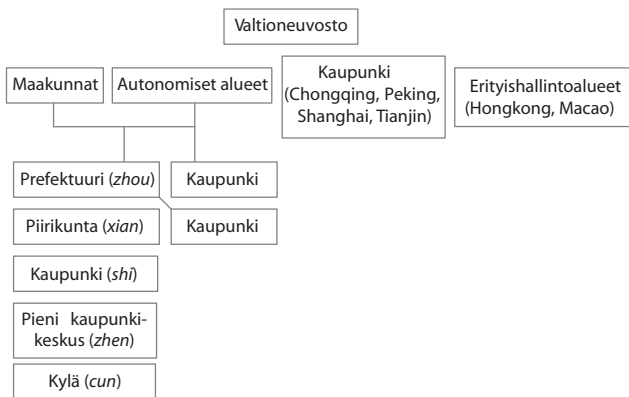 Valtioneuvosto
Maakunnat
Autonomiset alueet
Kaupunki
(Chongqing, Peking,
Shanghai, Tianjin)
Erityishallintoalueet
(Hongkong, Macao)
Prefektuuri (zhou)
Kaupunki
Piirikunta (xian)
Kaupunki
Kaupunki (shi)
Pieni kaupunki-
keskus (zhen)
Kylä (cun)